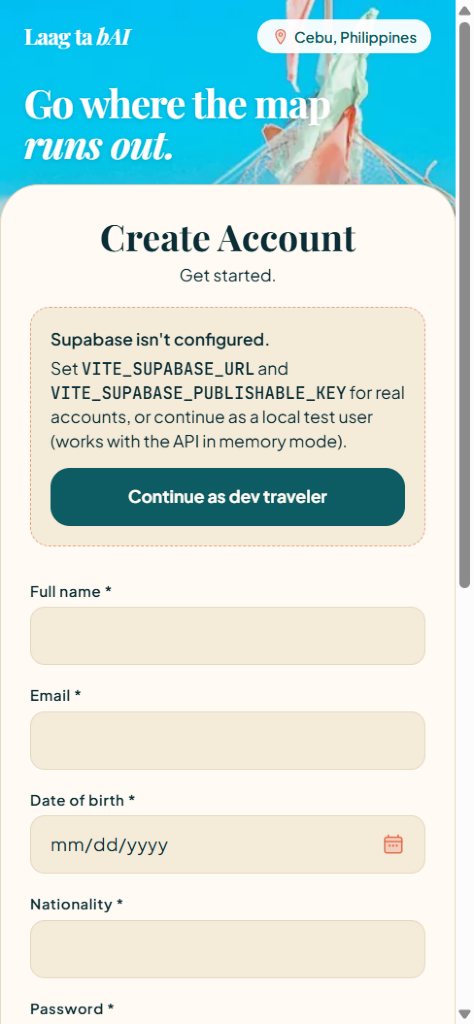 Laag ta bAI
Cebu, Philippines
Go where the map
runs out.
Create Account
Get started.
Supabase isn't configured.
Set VITE_SUPABASE_URL and
VITE_SUPABASE_PUBLISHABLE_KEY for real
accounts, or continue as a local test user
(works with the API in memory mode).
Continue as dev traveler
Full name *
Email *
Date of birth *
mm/dd/yyyy
Nationality *
Password *